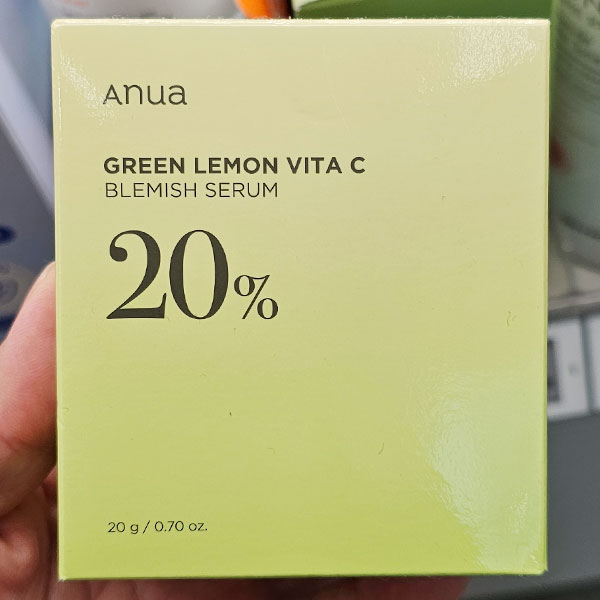 Anua
GREEN LEMON VITA C
BLEMISH SERUM
20%
20 g / 0.70 oz.